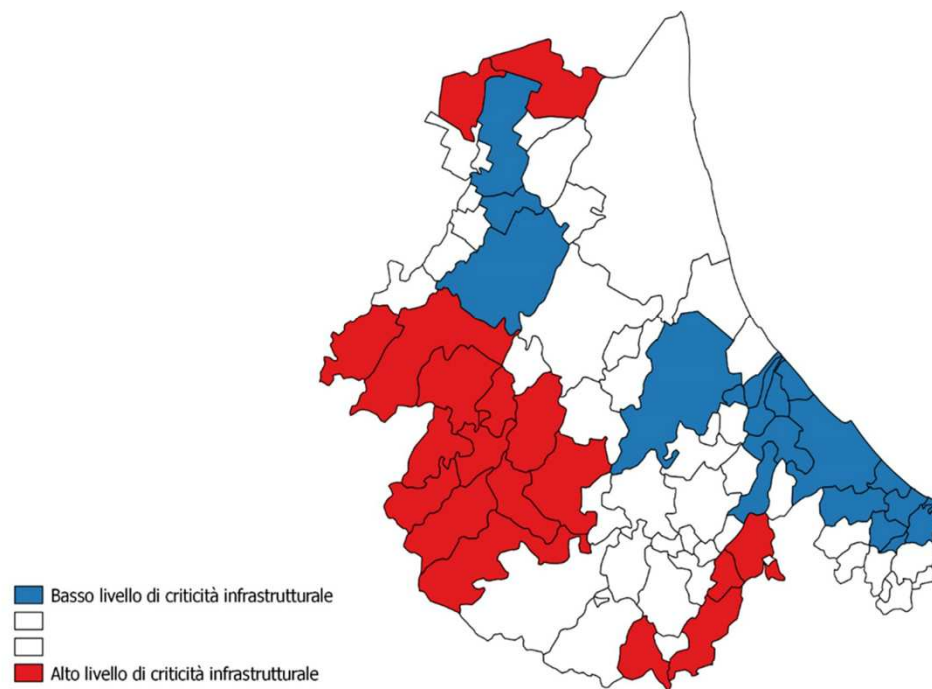 Basso livello di criticità infrastrutturale
Alto livello di criticità infrastrutturale